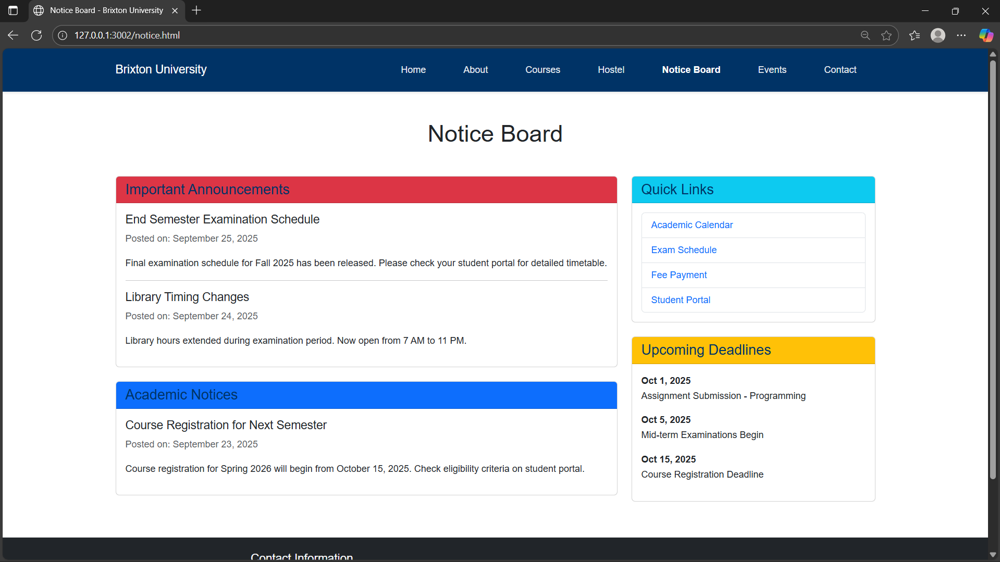 Notice Board - Brixton University
127.0.0.1:3002/notice.html
Brixton University
Home
About
Courses
Hostel
Notice Board
Events
Contact
Notice Board
Important Announcements
End Semester Examination Schedule
Posted on: September 25, 2025
Final examination schedule for Fall 2025 has been released. Please check your student portal for detailed timetable.
Library Timing Changes
Posted on: September 24, 2025
Library hours extended during examination period. Now open from 7 AM to 11 PM.
Academic Notices
Course Registration for Next Semester
Posted on: September 23, 2025
Course registration for Spring 2026 will begin from October 15, 2025. Check eligibility criteria on student portal.
Quick Links
Academic Calendar
Exam Schedule
Fee Payment
Student Portal
Upcoming Deadlines
Oct 1, 2025
Assignment Submission - Programming
Oct 5, 2025
Mid-term Examinations Begin
Oct 15, 2025
Course Registration Deadline
Contact Information